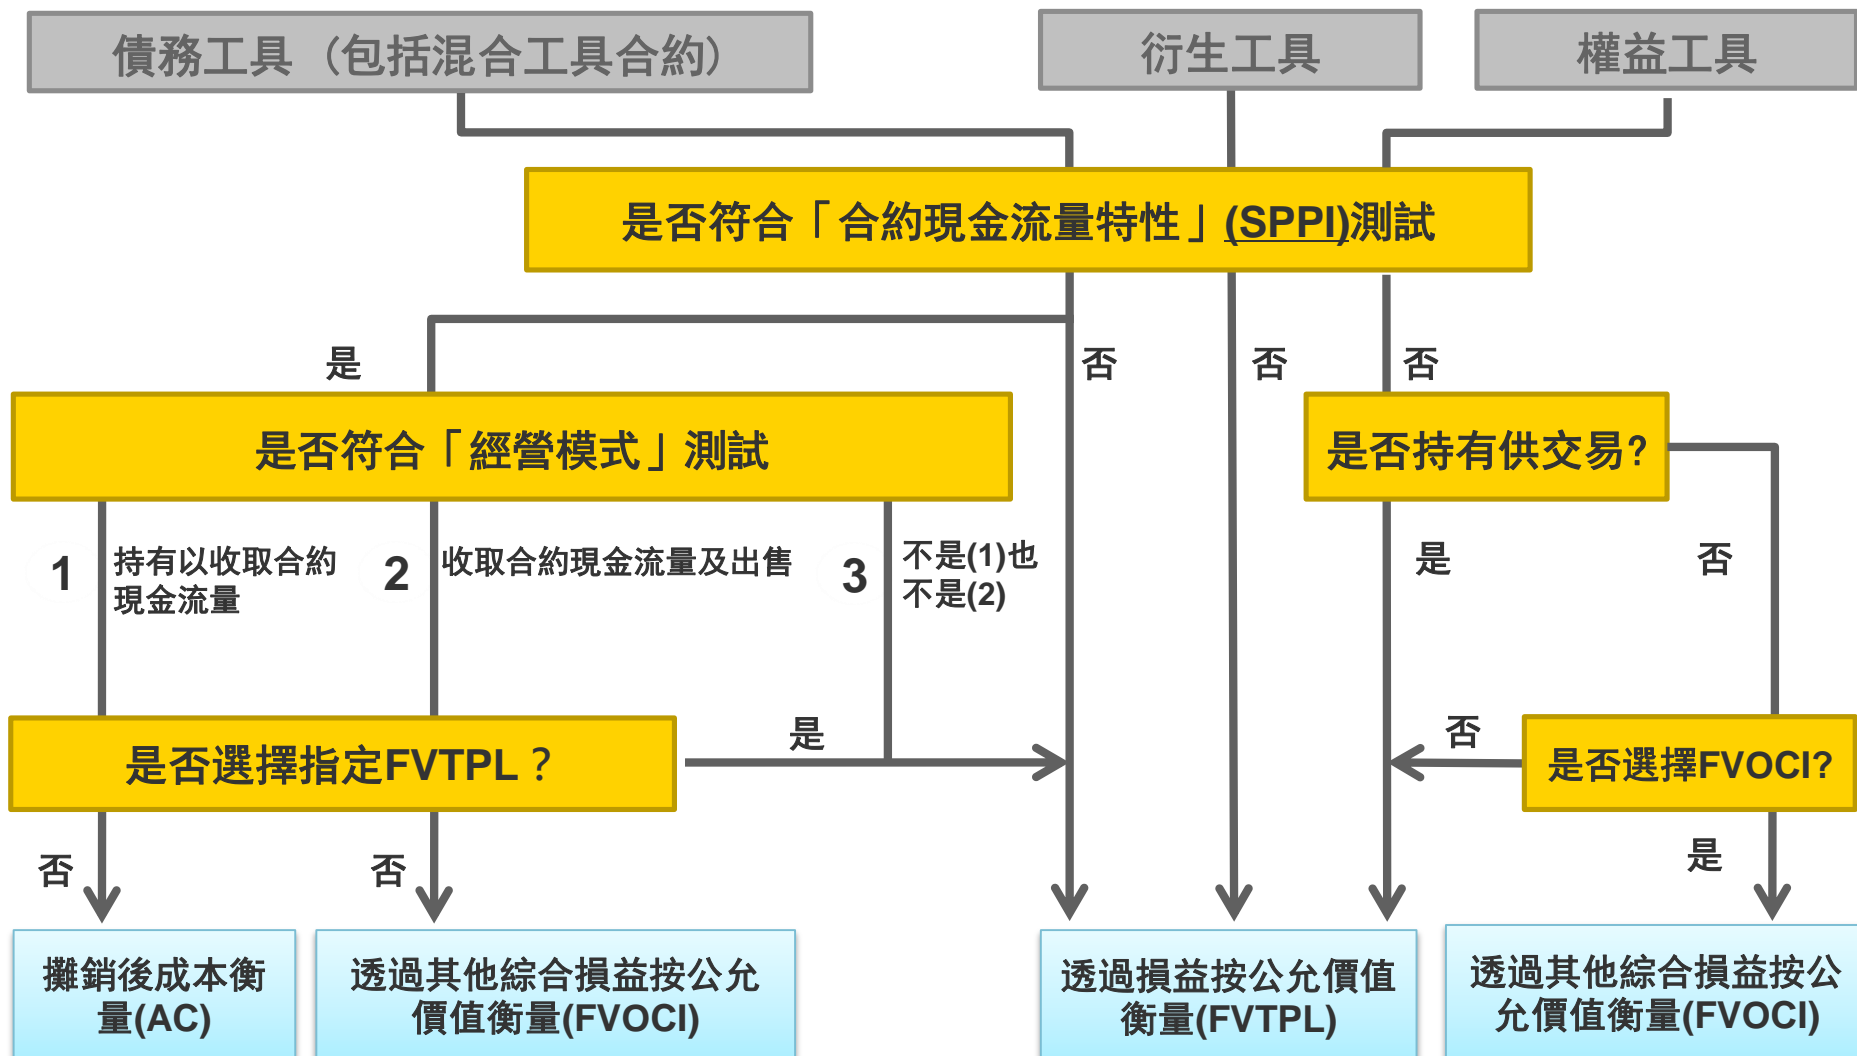 債務工具（包括混合工具合約）
衍生工具
權益工具
是否符合「合約現金流量特性」(SPPI)測試
是
否
否
否
是否符合「經營模式」測試
是否持有供交易?
1
持有以收取合約
現金流量
2
收取合約現金流量及出售
3
不是(1)也
不是(2)
是
否
是否選擇指定FVTPL？
是
否
是否選擇FVOCI?
否
否
是
攤銷後成本衡
量(AC)
透過其他綜合損益按公允
價值衡量(FVOCI)
透過損益按公允價值
衡量(FVTPL)
透過其他綜合損益按公
允價值衡量(FVOCI)